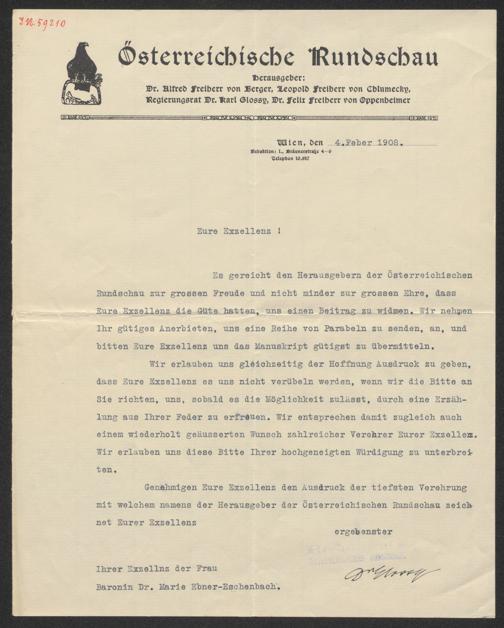 I.N. 59210
Österreichische Rundschau
Herausgeber:
Dr. Alfred Freiherr von Berger, Leopold Freiherr von Chlumecky,
Regierungsrat Dr. Karl Glossy, Dr. Felix Freiherr von Oppenheimer
Wien, den 4.Feber 1908.
Redaktion: I.,
Telephon
Eure Exzellenz !
Es gereicht den Herausgebern der Österreichischen
Rundschau zur grossen Freude und nicht minder zur grossen Ehre, dass
Eure Exzellenz die Güte hatten, uns einen Beitrag zu widmen. Wir nehmen
Ihr gütiges Anerbieten, uns eine Reihe von Parabeln zu senden, an, und
bitten Eure Exzellenz uns das Manuskript gütigst zu übermitteln.
Wir erlauben uns gleichzeitig der Hoffnung Ausdruck zu geben,
dass Eure Exzellenz es uns nicht verübeln werden, wenn wir die Bitte an
Sie richten, uns, sobald es die Möglichkeit zulässt, durch eine Erzäh-
lung aus Ihrer Feder zu erfreuen. Wir entsprechen damit zugleich auch
einem wiederholt geäusserten Wunsch zahlreicher Verehrer Eurer Exzellenz.
Wir erlauben uns diese Bitte Ihrer hochgeneigten Würdigung zu unterbrei-
ten.
Genehmigen Eure Exzellenz den Ausdruck der tiefsten Verehrung
mit welchem namens der Herausgeber der Österreichischen Rundschau zeich
net Eurer Exzellenz
ergebenster
Dr Glossy
Ihrer Exzellnz der Frau
Baronin Dr. Marie Ebner-Eschenbach.